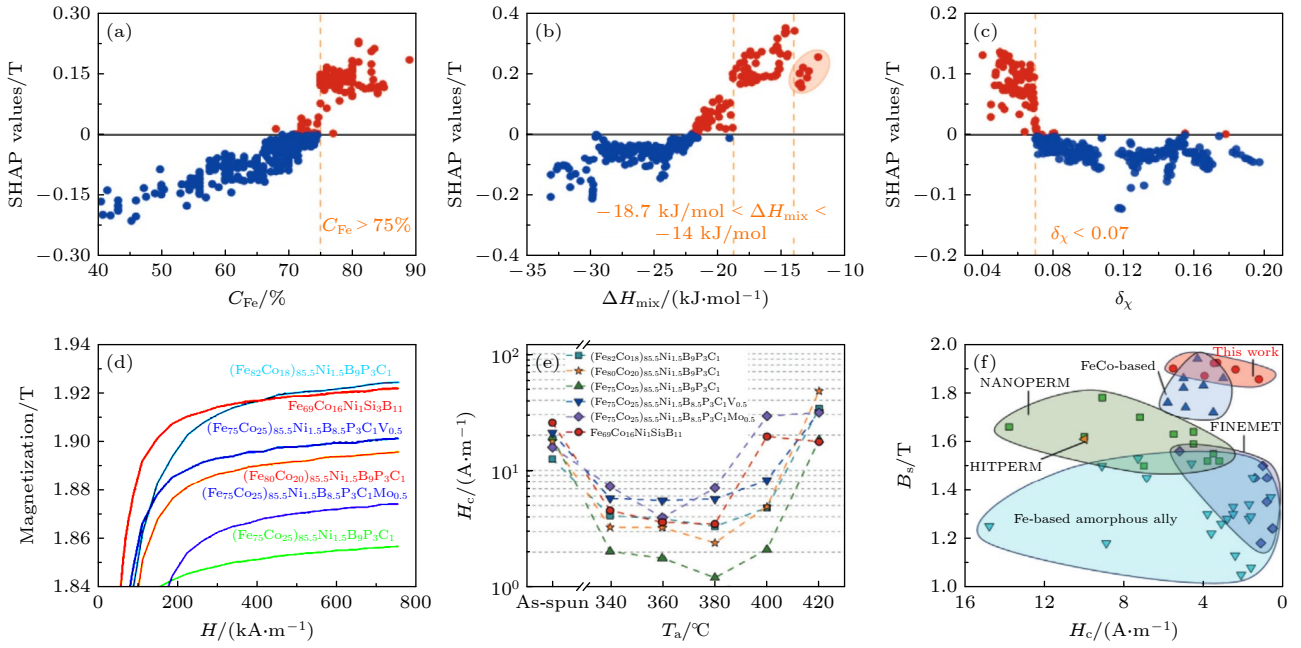 (a)
SHAP values/T
0.30
0.15
0
−0.15
−0.30
40
50
60
70
80
90
C_Fe > 75%
C_Fe/%
(b)
SHAP values/T
0.4
0.2
0
−0.2
−0.4
−35
−30
−25
−20
−15
−10
−18.7 kJ/mol < ΔH_mix <
−14 kJ/mol
ΔH_mix/(kJ·mol⁻¹)
(c)
SHAP values/T
0.2
0.1
0
−0.1
0.2
0.04
0.08
0.12
0.16
0.20
δ_χ < 0.07
δ_χ
(d)
Magnetization/T
1.94
1.92
1.90
1.88
1.86
1.84
0
200
400
600
800
(Fe₈₂Co₁₈)₈₅.₅Ni₁.₅B₉P₃C₁
Fe₆₉Co₁₆Ni₁Si₃B₁₁
(Fe₇₅Co₂₅)₈₅.₅Ni₁.₅B₈.₅P₃C₁V₀.₅
(Fe₈₀Co₂₀)₈₅.₅Ni₁.₅B₉P₃C₁
(Fe₇₅Co₂₅)₈₅.₅Ni₁.₅B₈.₅P₃C₁Mo₀.₅
(Fe₇₅Co₂₅)₈₅.₅Ni₁.₅B₉P₃C₁
H/(kA·m⁻¹)
(e)
H_c/(A·m⁻¹)
10²
10¹
10⁰
(Fe₈₂Co₁₈)₈₅.₅Ni₁.₅B₉P₃C₁
(Fe₈₀Co₂₀)₈₅.₅Ni₁.₅B₉P₃C₁
(Fe₇₅Co₂₅)₈₅.₅Ni₁.₅B₉P₃C₁
(Fe₇₅Co₂₅)₈₅.₅Ni₁.₅B₈.₅P₃C₁V₀.₅
(Fe₇₅Co₂₅)₈₅.₅Ni₁.₅B₈.₅P₃C₁Mo₀.₅
Fe₆₉Co₁₆Ni₁Si₃B₁₁
As-spun
340
360
380
400
420
T_a/℃
(f)
B_s/T
2.0
1.8
1.6
1.4
1.2
1.0
This work
FeCo-based
NANOPERM
FINEMET
HITPERM
Fe-based amorphous ally
16
12
8
4
0
H_c/(A·m⁻¹)